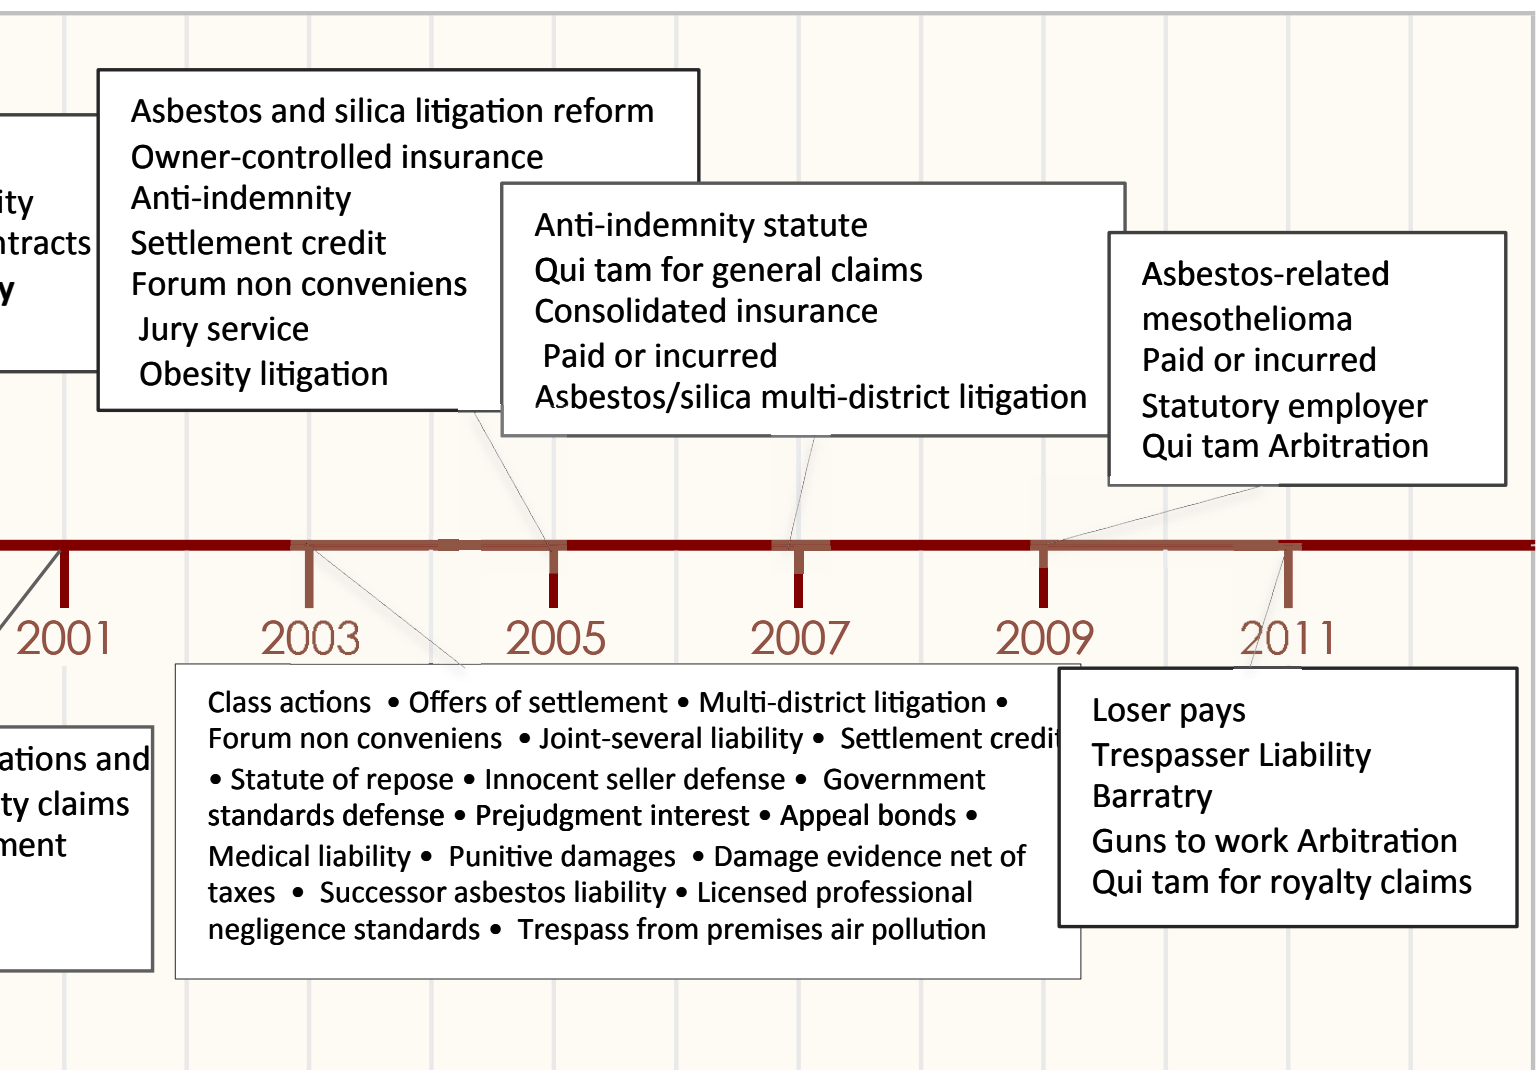 ity
ntracts
y
Asbestos and silica litigation reform
Owner-controlled insurance
Anti-indemnity
Settlement credit
Forum non conveniens
Jury service
Obesity litigation
Anti-indemnity statute
Qui tam for general claims
Consolidated insurance
Paid or incurred
Asbestos/silica multi-district litigation
Asbestos-related
mesothelioma
Paid or incurred
Statutory employer
Qui tam Arbitration
2001 2003 2005 2007 2009 2011
ations and
ty claims
ment
Class actions • Offers of settlement • Multi-district litigation •
Forum non conveniens • Joint-several liability • Settlement credit
• Statute of repose • Innocent seller defense • Government
standards defense • Prejudgment interest • Appeal bonds •
Medical liability • Punitive damages • Damage evidence net of
taxes • Successor asbestos liability • Licensed professional
negligence standards • Trespass from premises air pollution
Loser pays
Trespasser Liability
Barratry
Guns to work Arbitration
Qui tam for royalty claims